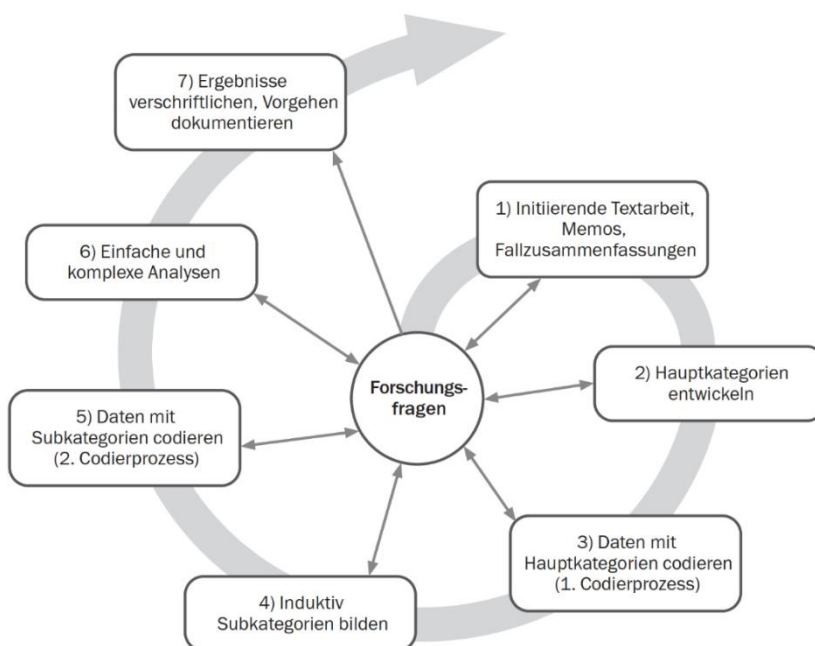 7) Ergebnisse
verschriftlichen, Vorgehen
dokumentieren
1) Initiierende Textarbeit,
Memos,
Fallzusammenfassungen
6) Einfache und
komplexe Analysen
2) Hauptkategorien
entwickeln
Forschungs-
fragen
5) Daten mit
Subkategorien codieren
(2. Codierprozess)
3) Daten mit
Hauptkategorien codieren
(1. Codierprozess)
4) Induktiv
Subkategorien bilden